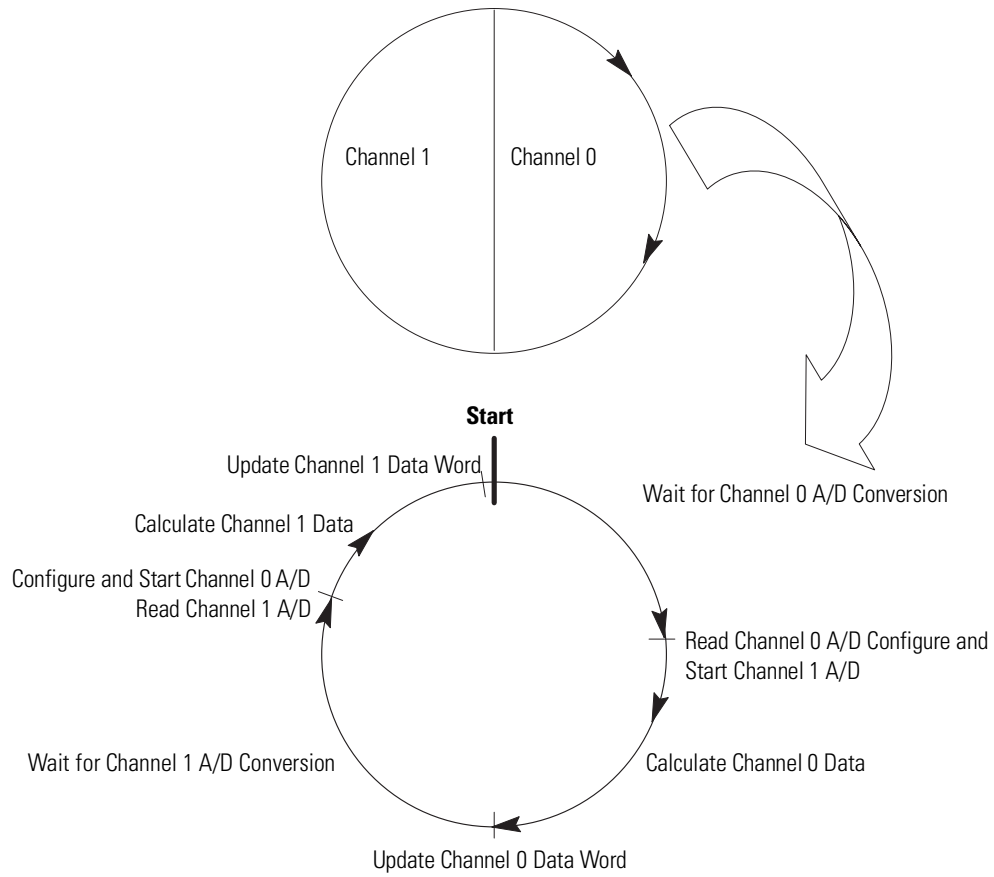 Channel 1
Channel 0
Start
Update Channel 1 Data Word
Wait for Channel 0 A/D Conversion
Calculate Channel 1 Data
Configure and Start Channel 0 A/D
Read Channel 1 A/D
Read Channel 0 A/D Configure and
Start Channel 1 A/D
Wait for Channel 1 A/D Conversion
Calculate Channel 0 Data
Update Channel 0 Data Word